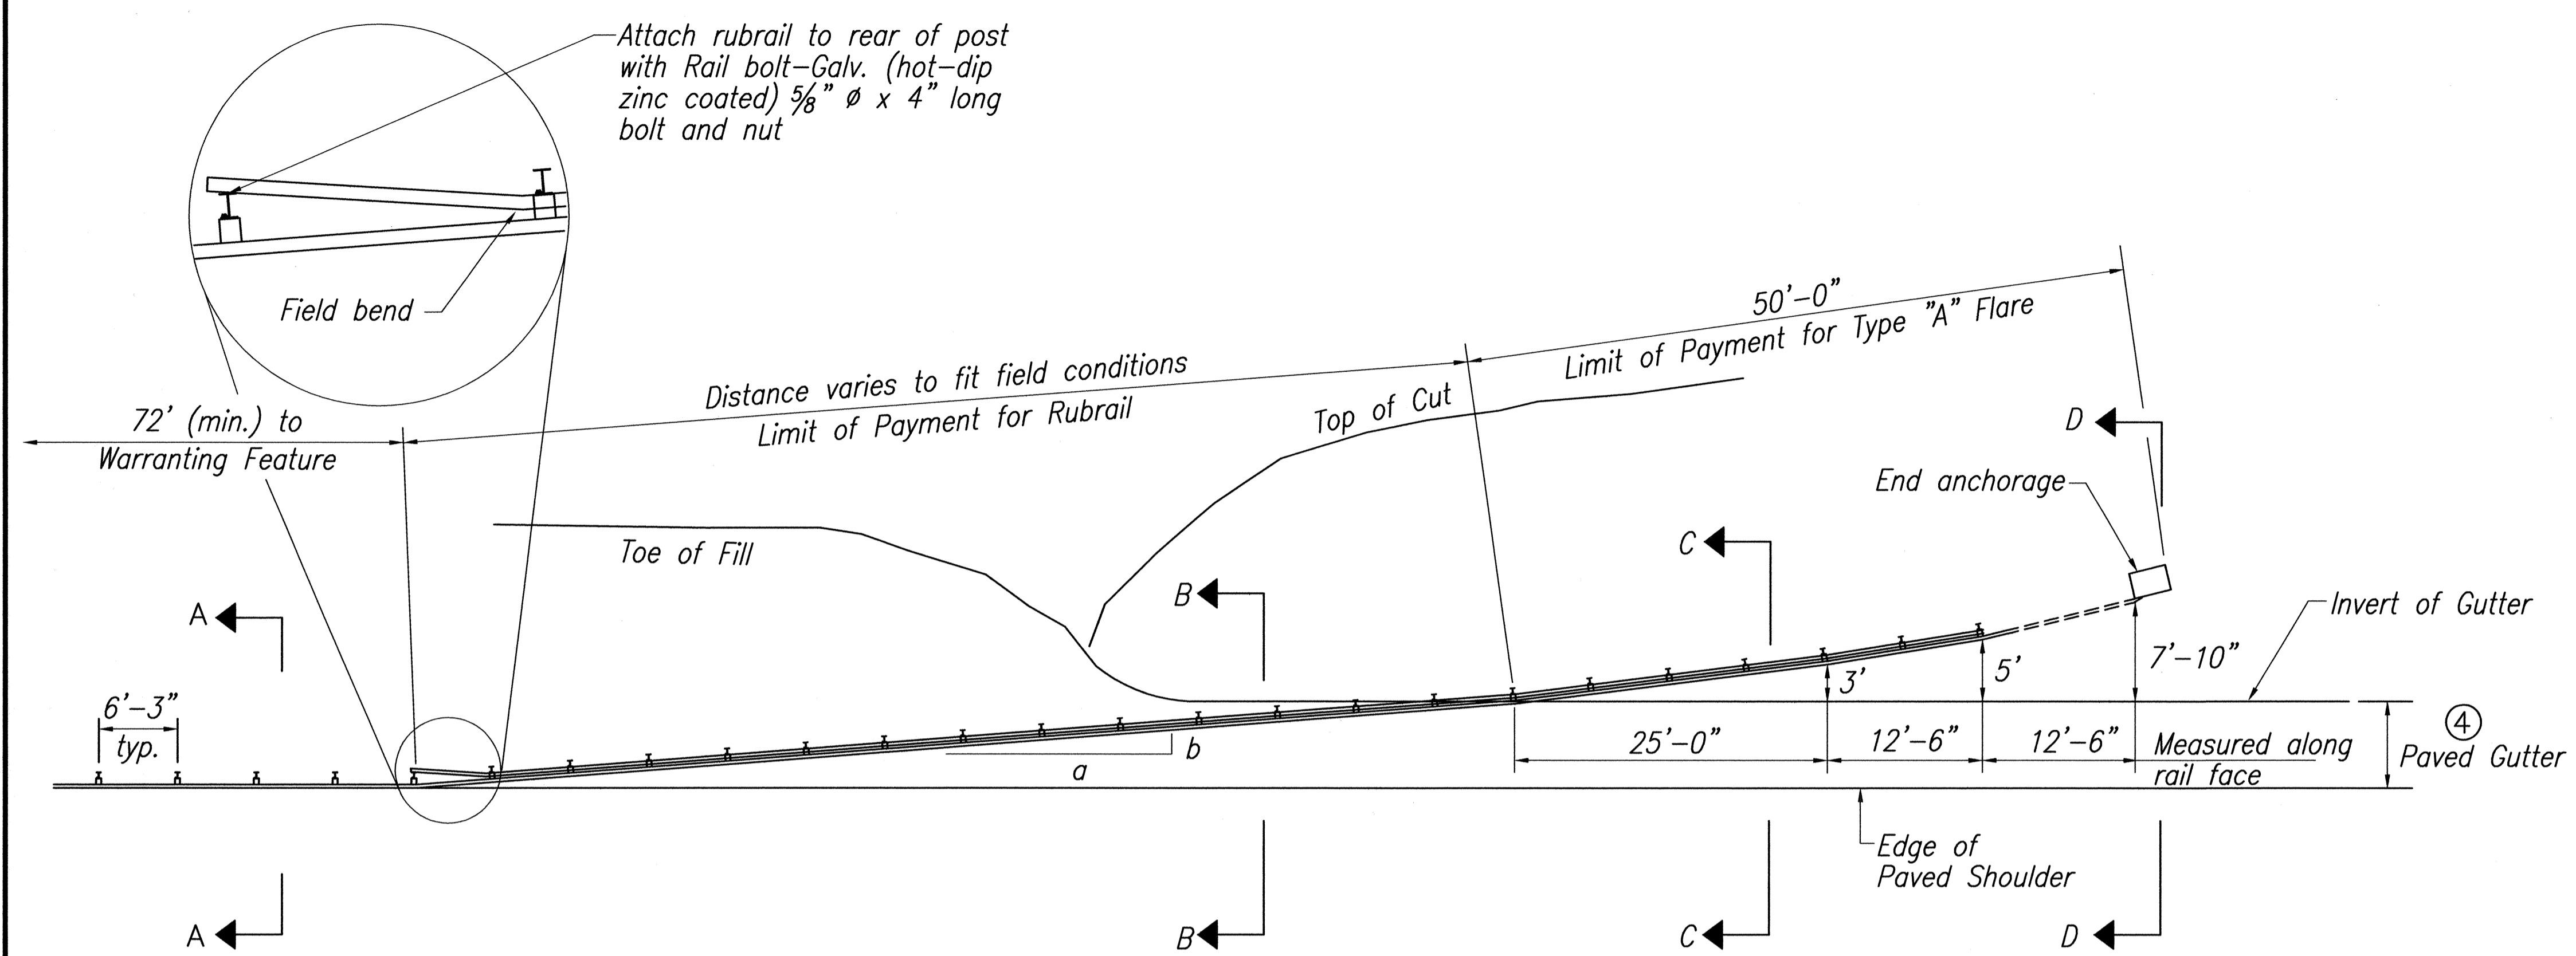 Attach rubrail to rear of post
with Rail bolt-Galv. (hot-dip
zinc coated) 5/8" ø x 4" long
bolt and nut
Field bend
50'-0"
Limit of Payment for Type "A" Flare
Distance varies to fit field conditions
Limit of Payment for Rubrail
72' (min.) to
Warranting Feature
Top of Cut
Toe of Fill
D
End anchorage
C
B
A
Invert of Gutter
7'-10"
5'
3'
6'-3"
typ.
b
a
25'-0"
12'-6"
12'-6"
Measured along
rail face
4
Paved Gutter
Edge of
Paved Shoulder
A
B
C
D